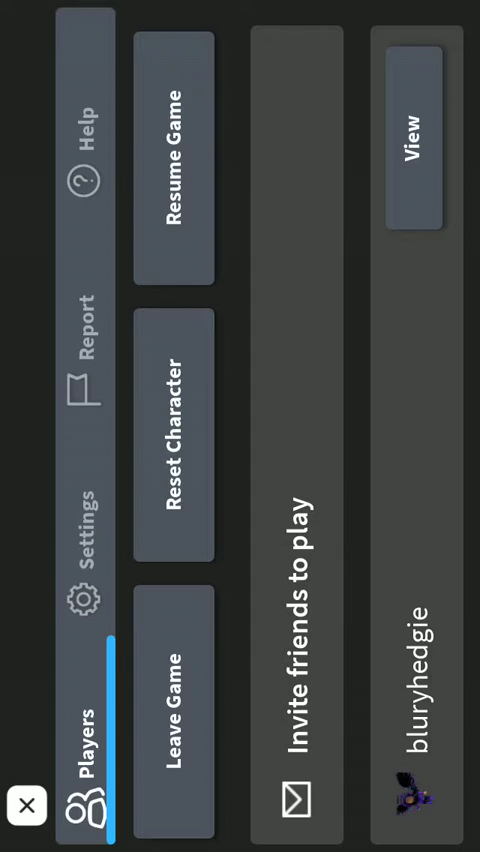 Players
Settings
Report
Help
Leave Game
Reset Character
Resume Game
Invite friends to play
bluryhedgie
View